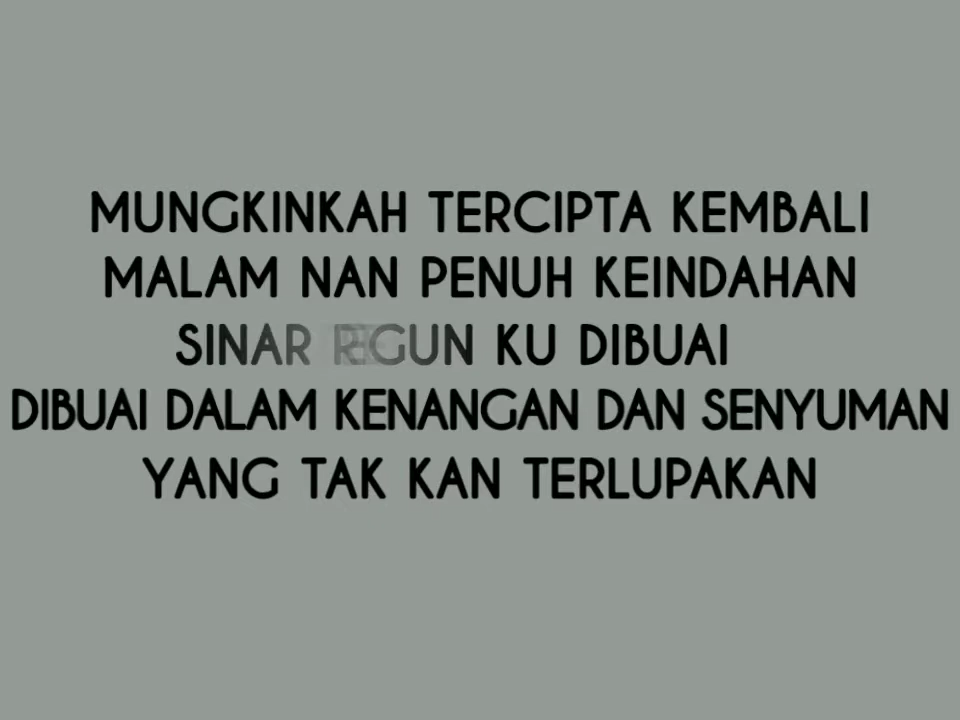 MUNGKINKAH TERCIPTA KEMBALI
MALAM NAN PENUH KEINDAHAN
SINAR KU DIBUAI
DIBUAI DALAM KENANGAN DAN SENYUMAN
YANG TAK KAN TERLUPAKAN